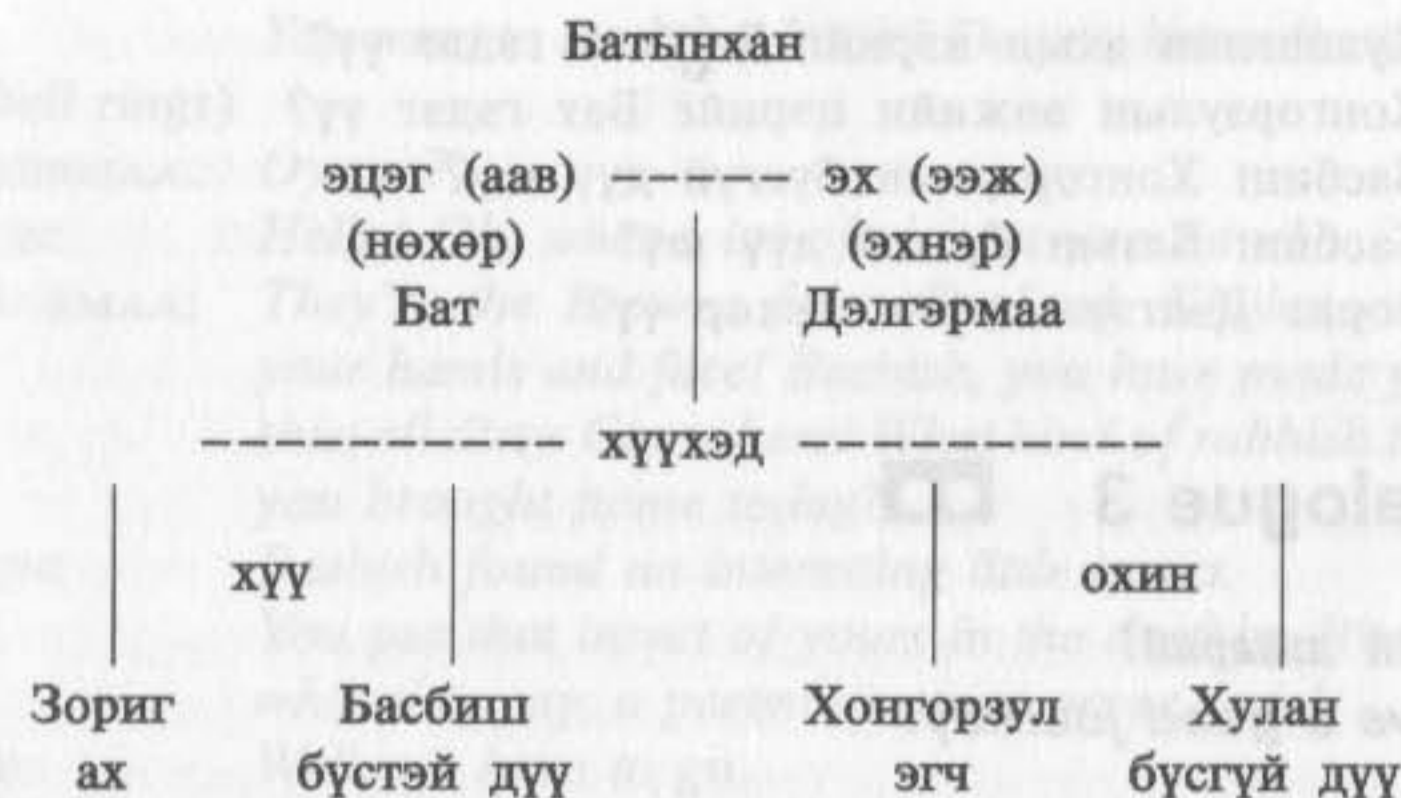 Батынхан
эцэг (аав) ————— эх (ээж)
(нөхөр) (эхнэр)
Бат Дэлгэрмаа
хүүхэд
хүү охин
Зориг Басбиш Хонгорзул Хулан
ах бүстэй дүү эгч бүсгүй дүү